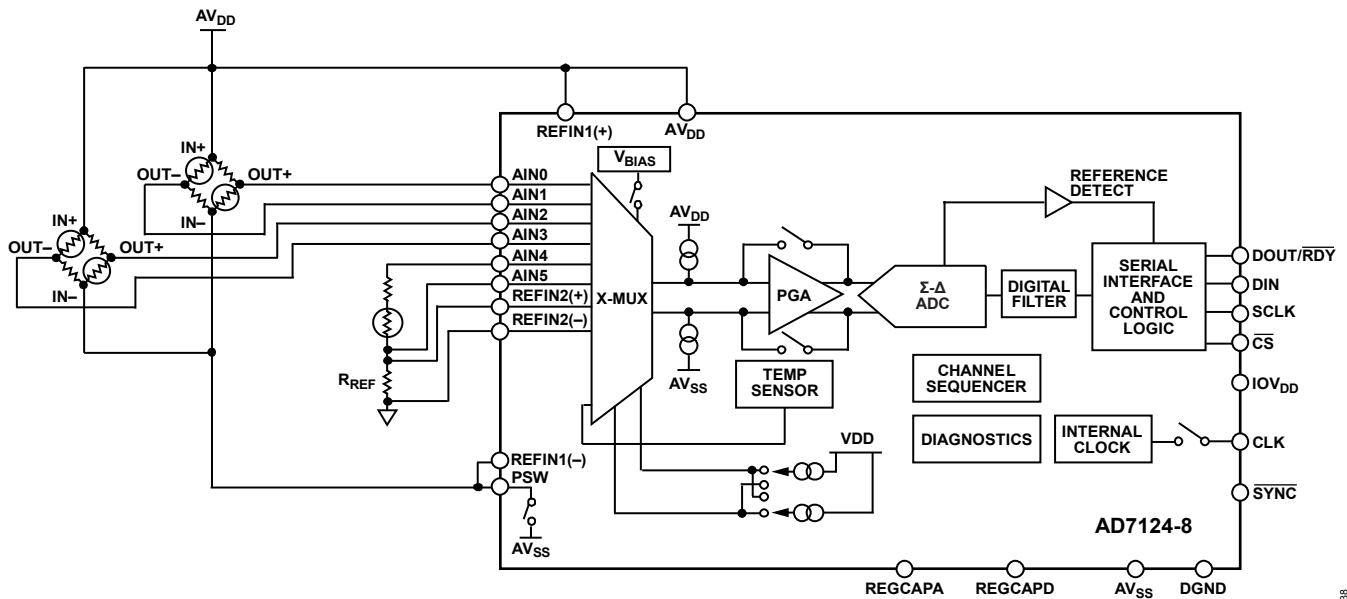 AVDD
REFIN1(+)
AVDD
IN+
OUT–
OUT+
IN–
IN+
OUT–
OUT+
IN–
AIN0
AIN1
AIN2
AIN3
AIN4
AIN5
REFIN2(+)
REFIN2(–)
RREF
REFIN1(–)
PSW
AVSS
VBIAS
X-MUX
AVDD
AVSS
PGA
TEMP
SENSOR
VDD
Σ-Δ
ADC
REFERENCE
DETECT
DIGITAL
FILTER
SERIAL
INTERFACE
AND
CONTROL
LOGIC
CHANNEL
SEQUENCER
DIAGNOSTICS
INTERNAL
CLOCK
DOUT/RDY
DIN
SCLK
CS
IOVDD
CLK
SYNC
AD7124-8
REGCAPA
REGCAPD
AVSS
DGND